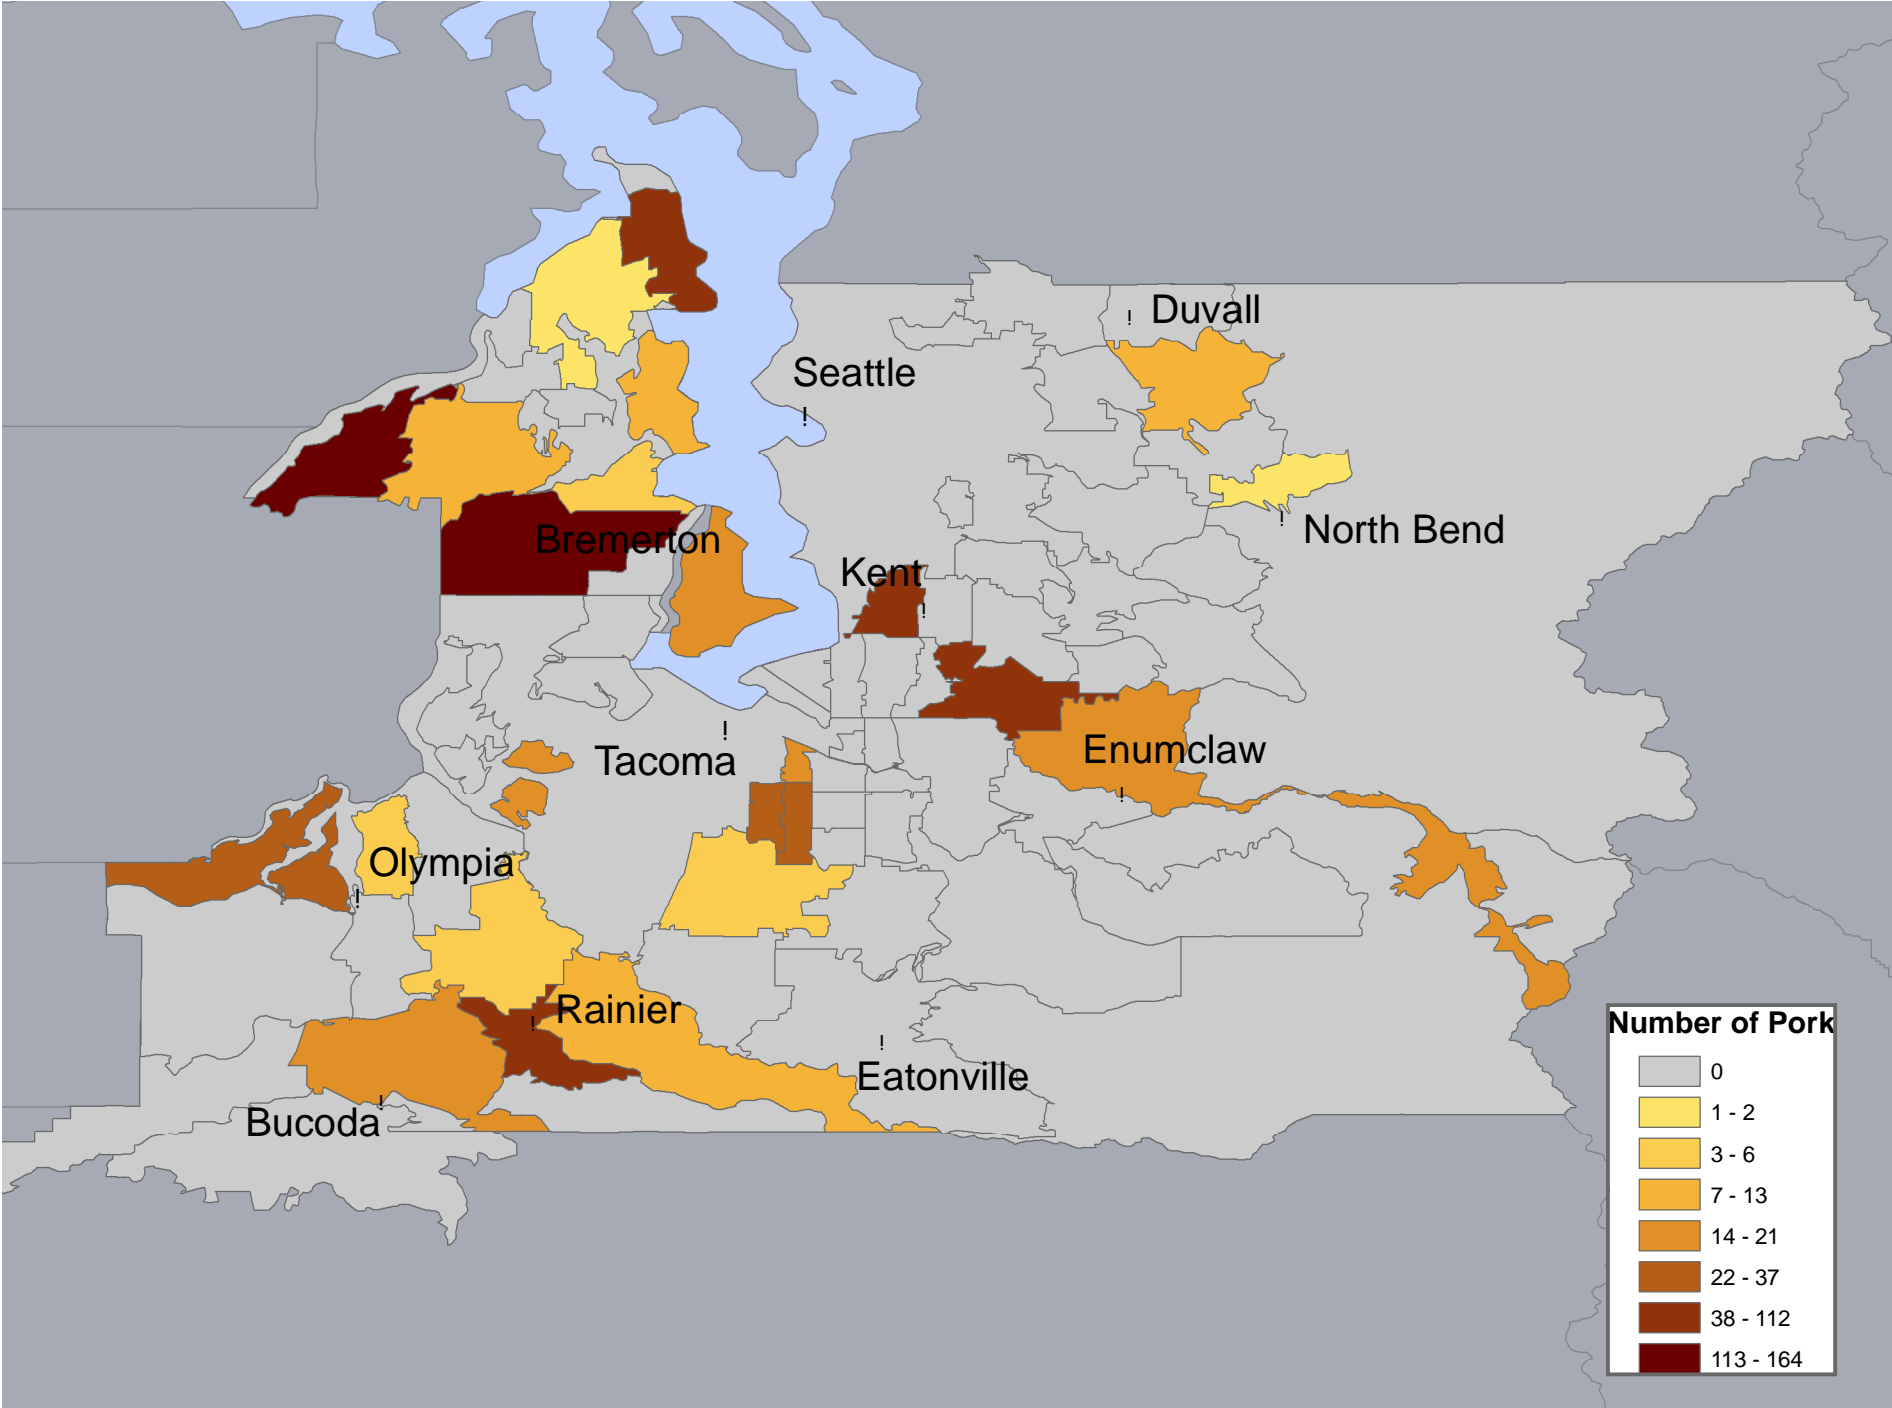 Duvall
!
Seattle
!
North Bend
!
Bremerton
Kent
!
Tacoma
!
Enumclaw
!
Olympia
!
Rainier
!
Eatonville
!
Bucoda
!
Number of Pork
0
1 - 2
3 - 6
7 - 13
14 - 21
22 - 37
38 - 112
113 - 164